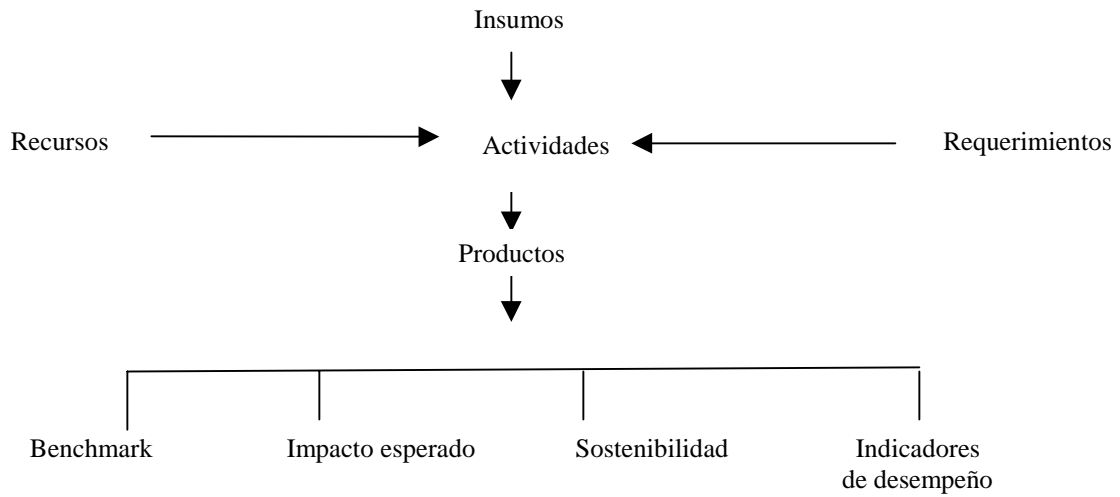 Insumos
Recursos
Actividades
Requerimientos
Productos
Benchmark
Impacto esperado
Sostenibilidad
Indicadores
de desempeño